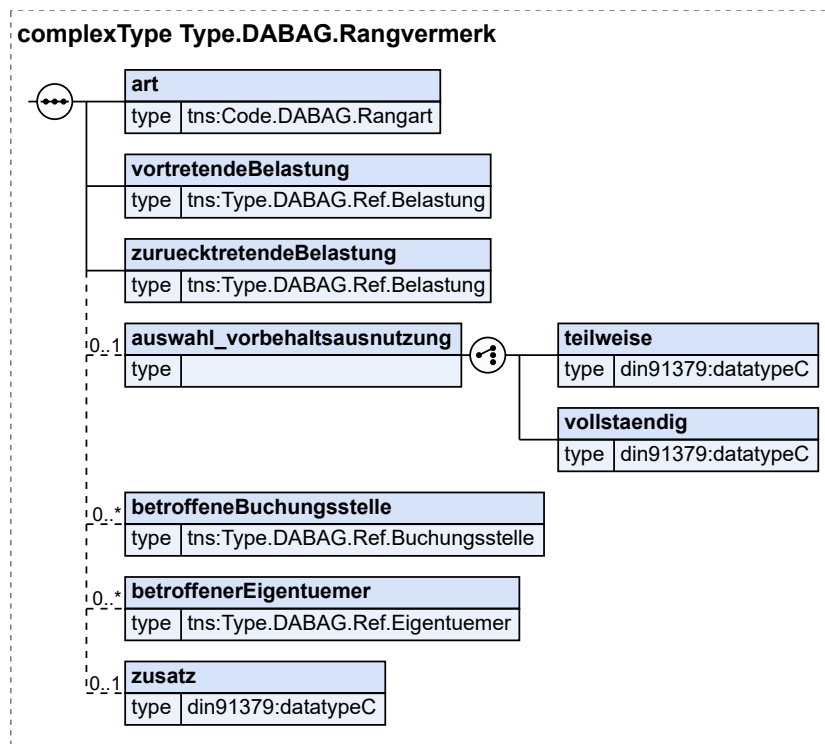 complexType Type.DABAG.Rangvermerk
art
type tns:Code.DABAG.Rangart
vortretendeBelastung
type tns:Type.DABAG.Ref.Belastung
zuruecktretendeBelastung
type tns:Type.DABAG.Ref.Belastung
0..1 auswahl_vorbehaltsausnutzung
type
teilweise
type din91379:datatypeC
vollstaendig
type din91379:datatypeC
0..* betroffeneBuchungsstelle
type tns:Type.DABAG.Ref.Buchungsstelle
0..* betroffenerEigentuemer
type tns:Type.DABAG.Ref.Eigentuemer
0..1 zusatz
type din91379:datatypeC